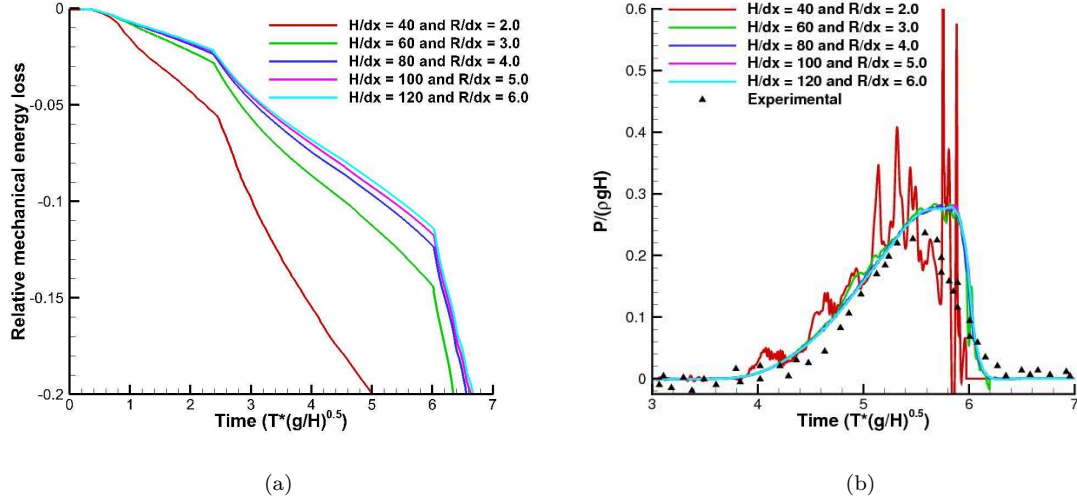 H/dx = 40 and R/dx = 2.0
H/dx = 60 and R/dx = 3.0
H/dx = 80 and R/dx = 4.0
H/dx = 100 and R/dx = 5.0
H/dx = 120 and R/dx = 6.0
0
-0.05
-0.1
-0.15
-0.2
Relative mechanical energy loss
0 1 2 3 4 5 6 7
Time (T*(g/H)^0.5)
(a)
H/dx = 40 and R/dx = 2.0
H/dx = 60 and R/dx = 3.0
H/dx = 80 and R/dx = 4.0
H/dx = 100 and R/dx = 5.0
H/dx = 120 and R/dx = 6.0
Experimental
0.6
0.5
0.4
0.3
0.2
0.1
0
P/(ρgH)
3 4 5 6 7
Time (T*(g/H)^0.5)
(b)